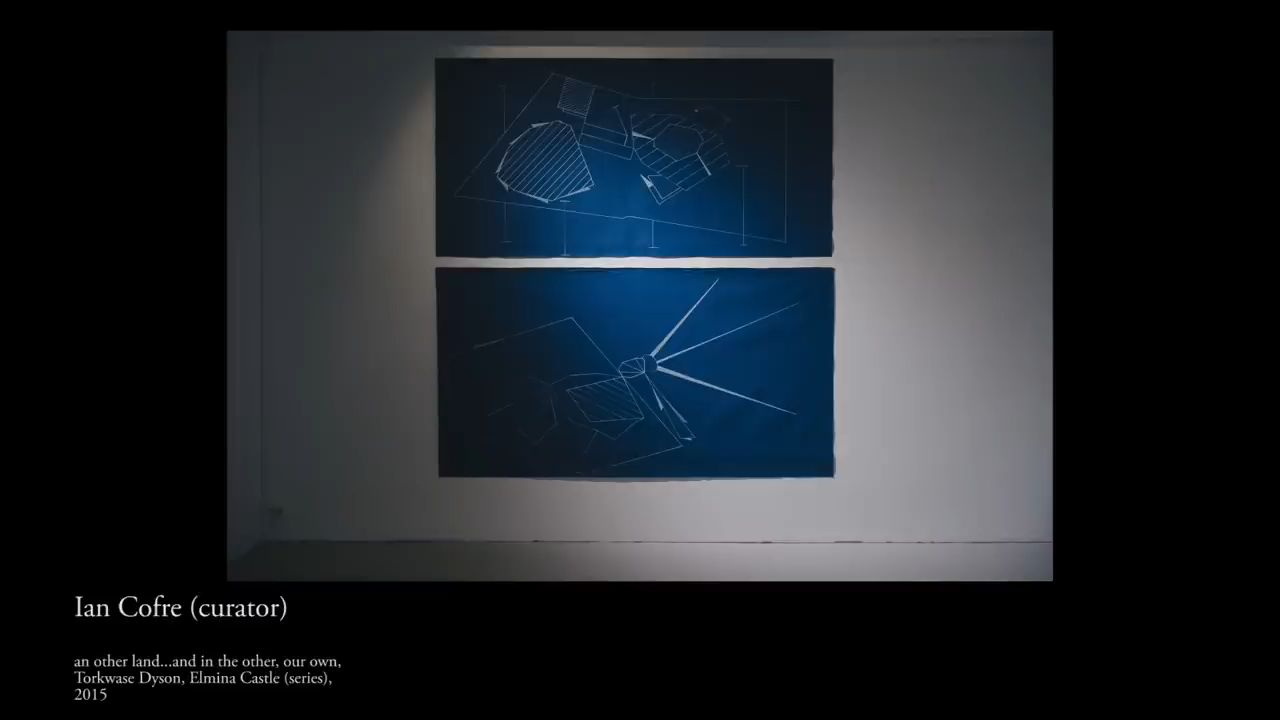 Ian Cofre (curator)
an other land...and in the other, our own,
Torkwase Dyson, Elmina Castle (series),
2015